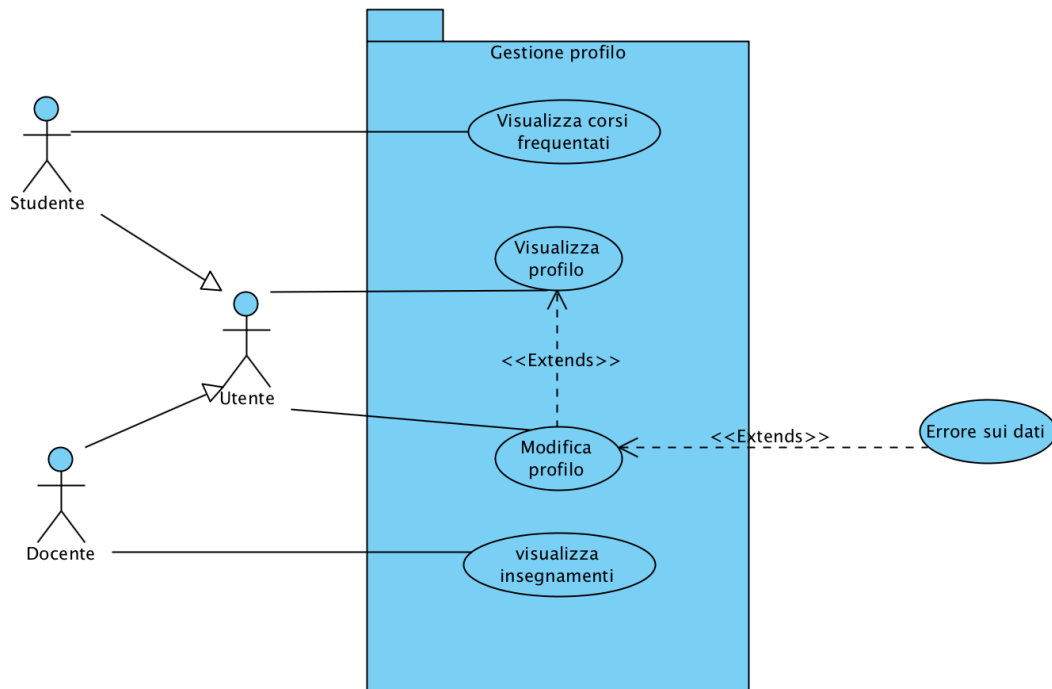 Gestione profilo
Visualizza corsi
frequentati
Studente
Visualizza
profilo
<<Extends>>
Utente
Modifica
profilo
<<Extends>>
Errore sui dati
Docente
visualizza
insegnamenti